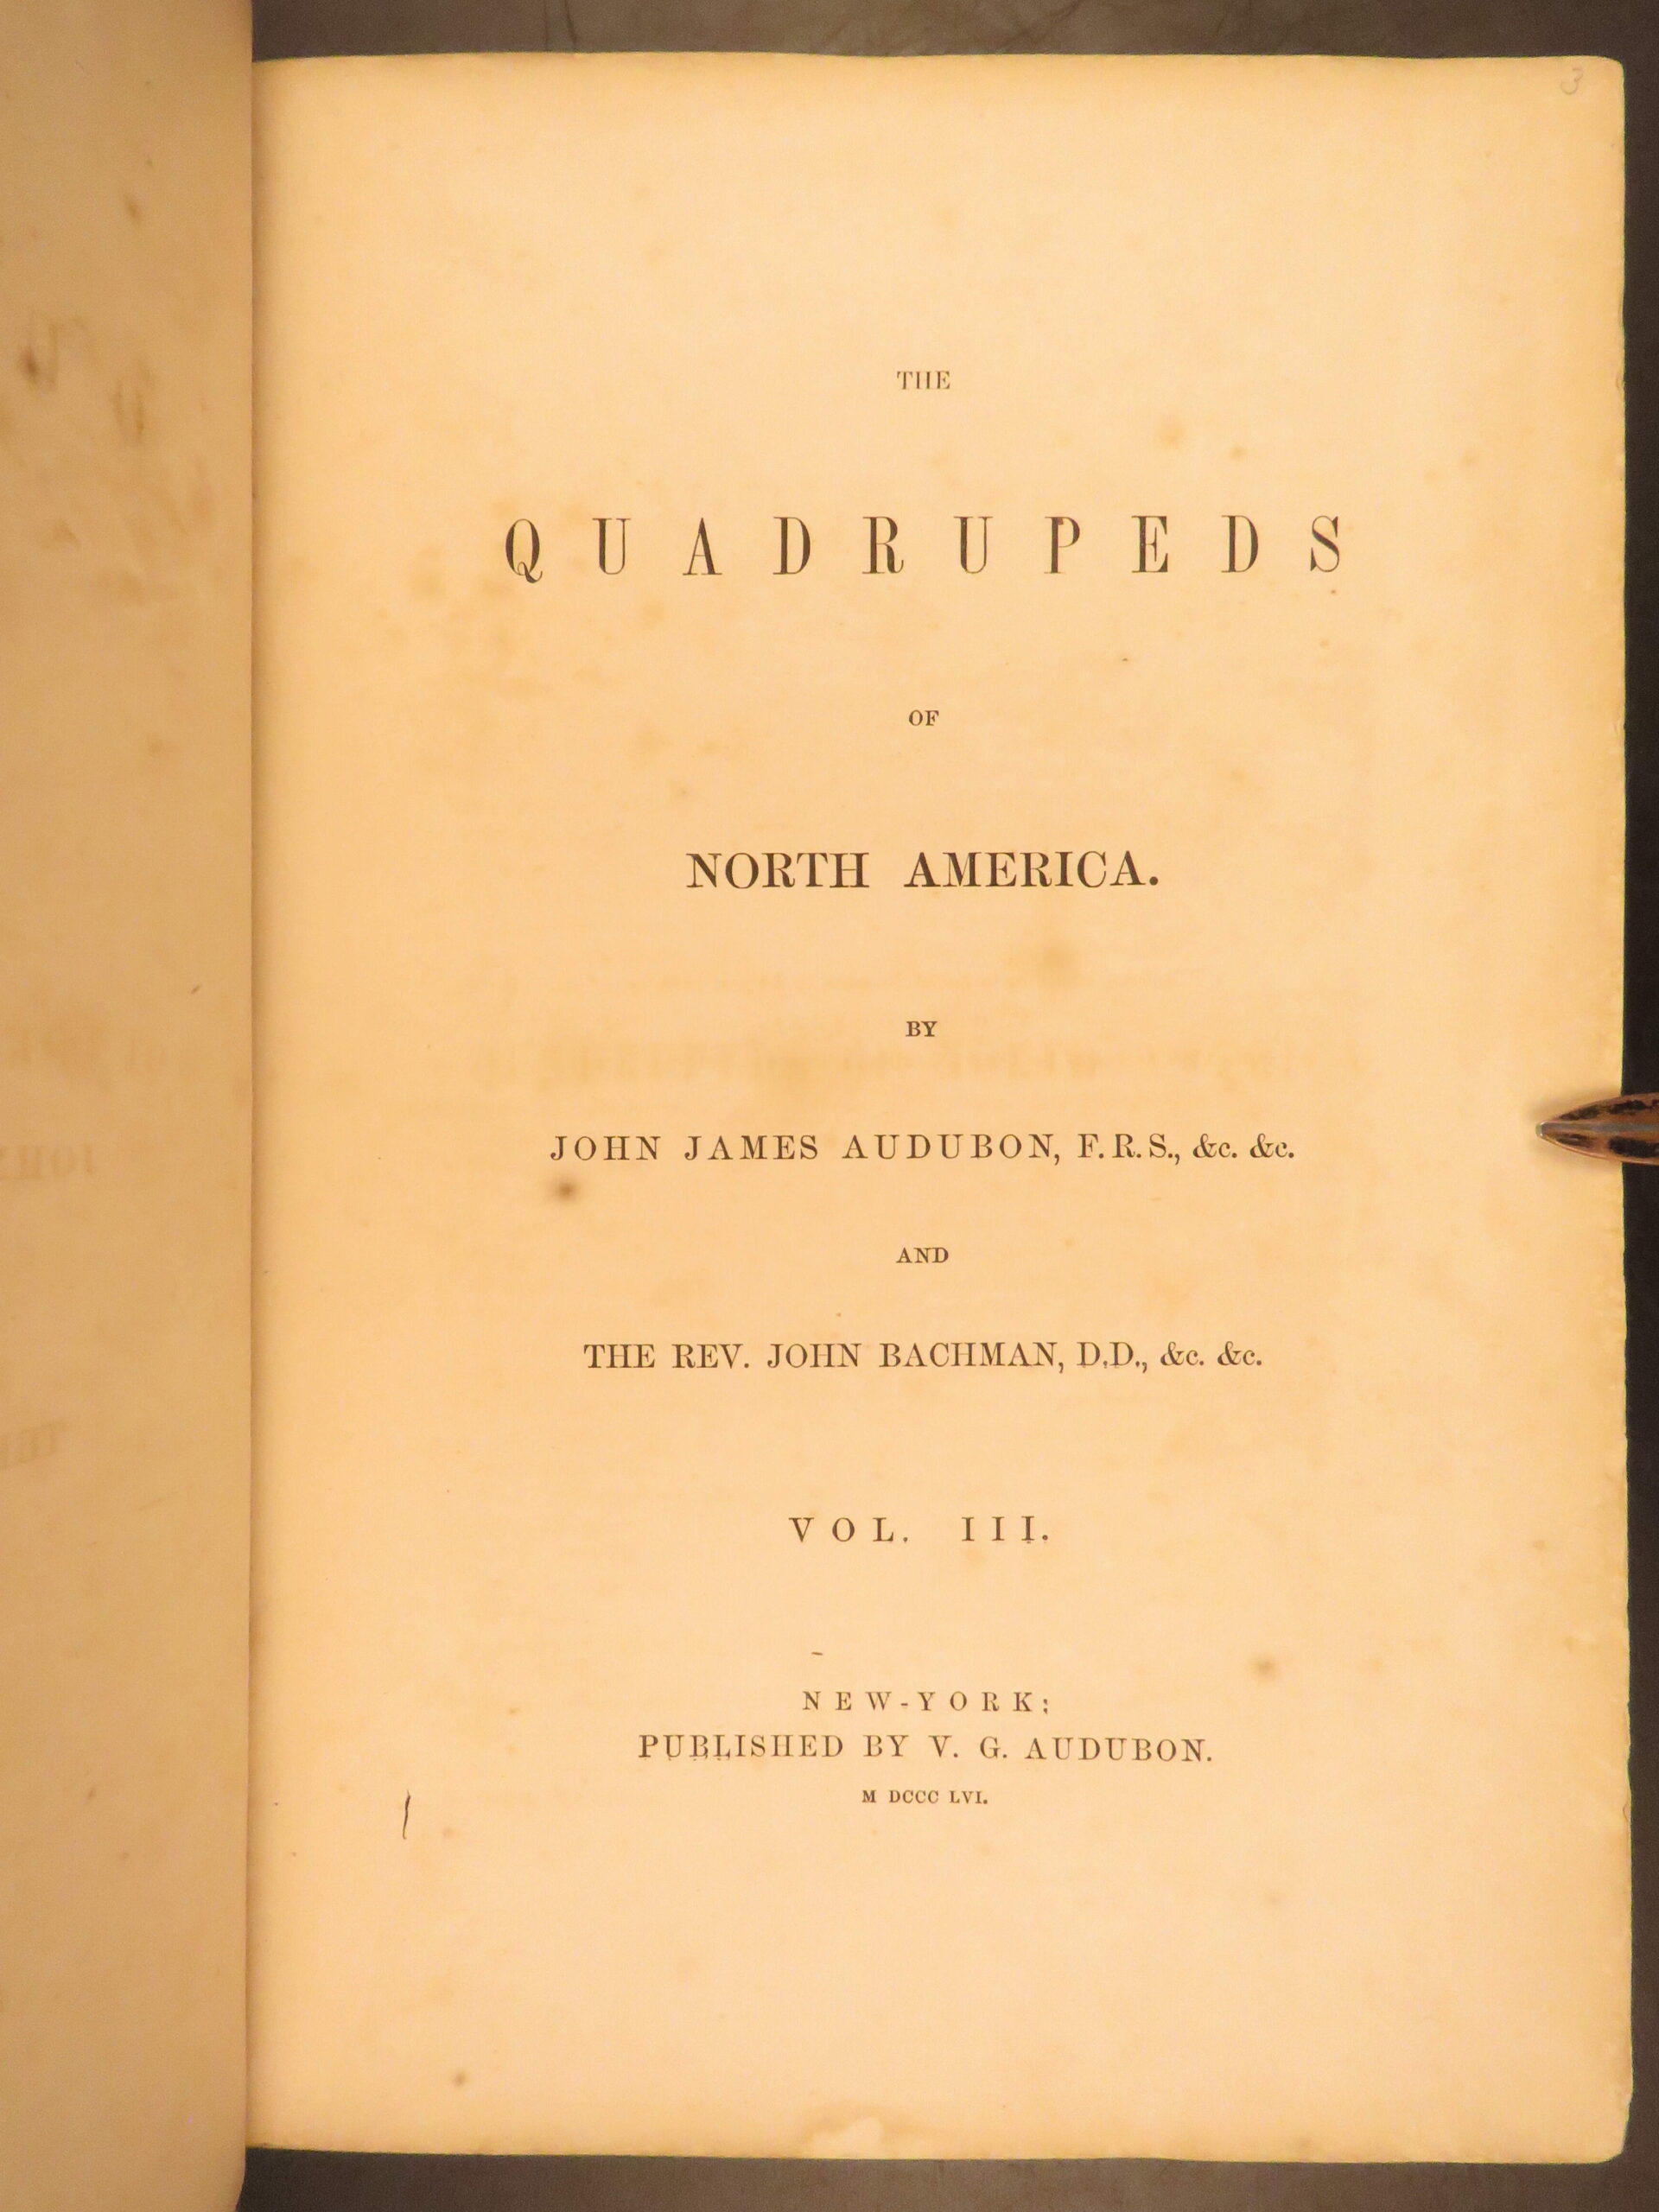 3
THE
QUADRUPEDS
OF
NORTH AMERICA.
BY
JOHN JAMES AUDUBON, F.R.S., &c. &c.
AND
THE REV. JOHN BACHMAN, D.D., &c. &c.
VOL. III.
NEW-YORK:
PUBLISHED BY V. G. AUDUBON.
M DCCC LVI.